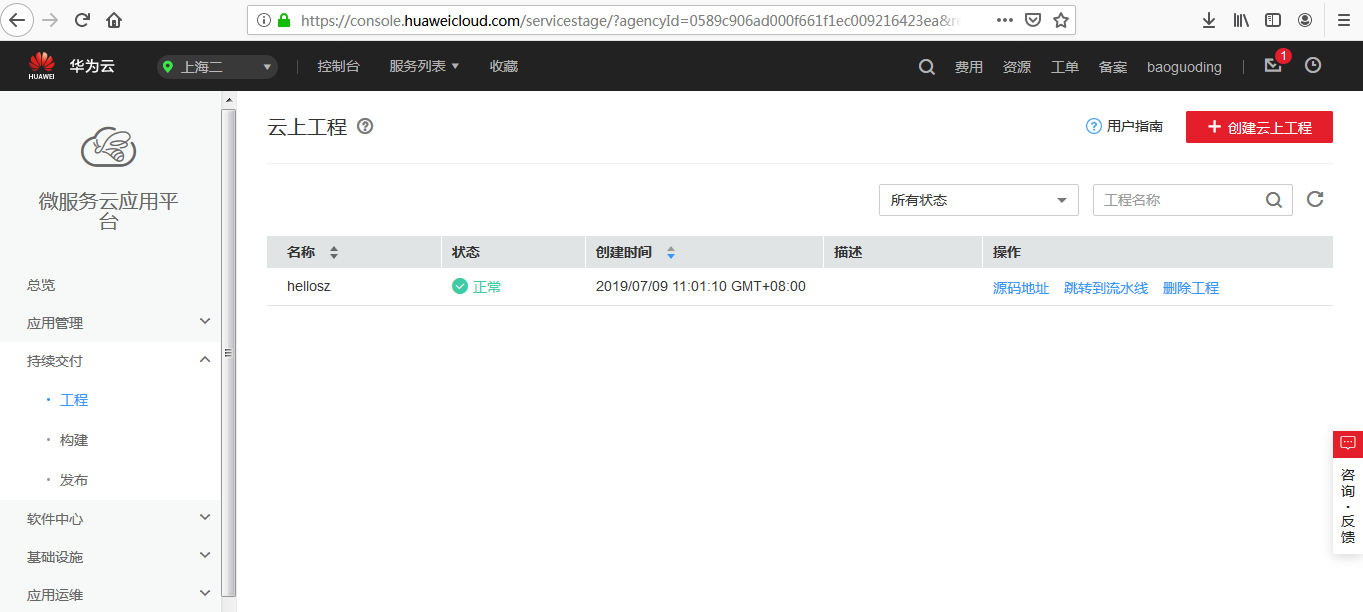 https://console.huaweicloud.com/servicestage/?agencyId=0589c906ad000f661f1ec009216423ea&re
HUAWEI 华为云 上海二 控制台 服务列表 收藏 费用 资源 工单 备案 baoguoding 1
微服务云应用平
台
总览
应用管理
持续交付
工程
构建
发布
软件中心
基础设施
应用运维
云上工程
用户指南
+ 创建云上工程
所有状态
工程名称
名称 状态 创建时间 描述 操作
hellosz 正常 2019/07/09 11:01:10 GMT+08:00 源码地址 跳转到流水线 删除工程
咨
询
·
反
馈